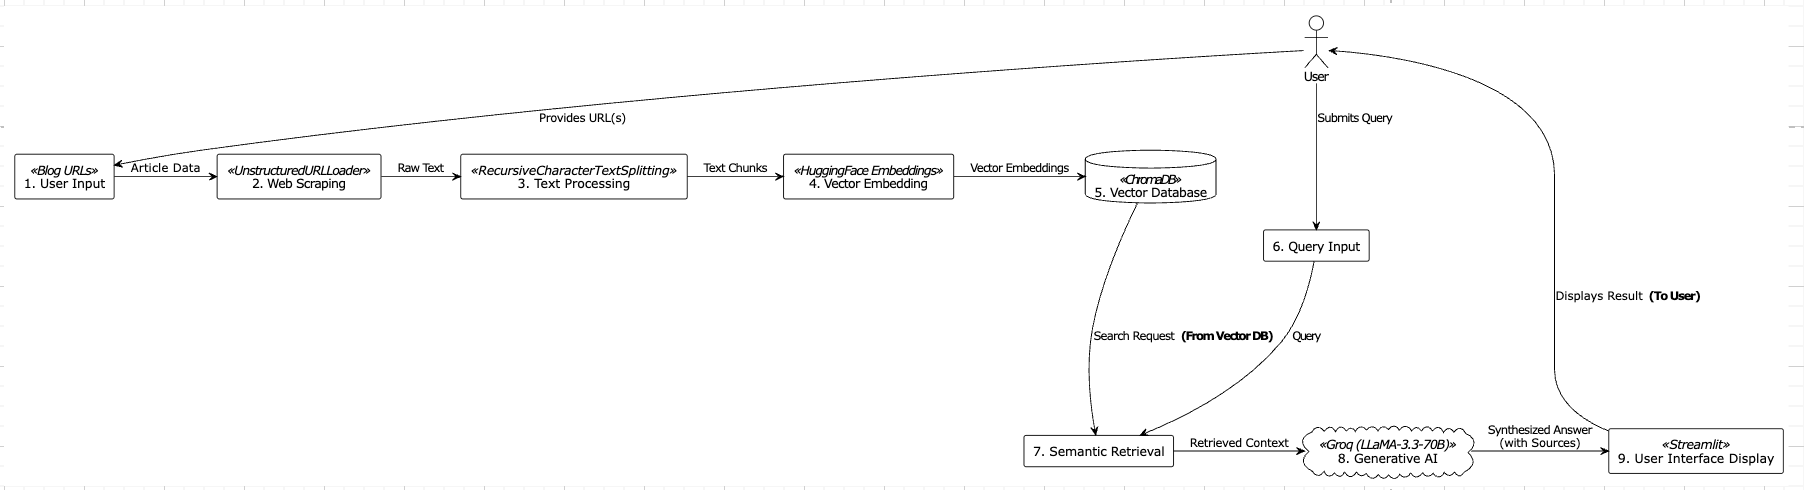 User
Provides URL(s)
Submits Query
«Blog URLs»
1. User Input
Article Data
«UnstructuredURLLoader»
2. Web Scraping
Raw Text
«RecursiveCharacterTextSplitting»
3. Text Processing
Text Chunks
«HuggingFace Embeddings»
4. Vector Embedding
Vector Embeddings
«ChromaDB»
5. Vector Database
6. Query Input
Displays Result (To User)
Search Request (From Vector DB)
Query
7. Semantic Retrieval
Retrieved Context
«Groq (LLaMA-3.3-70B)»
8. Generative AI
Synthesized Answer
(with Sources)
«Streamlit»
9. User Interface Display